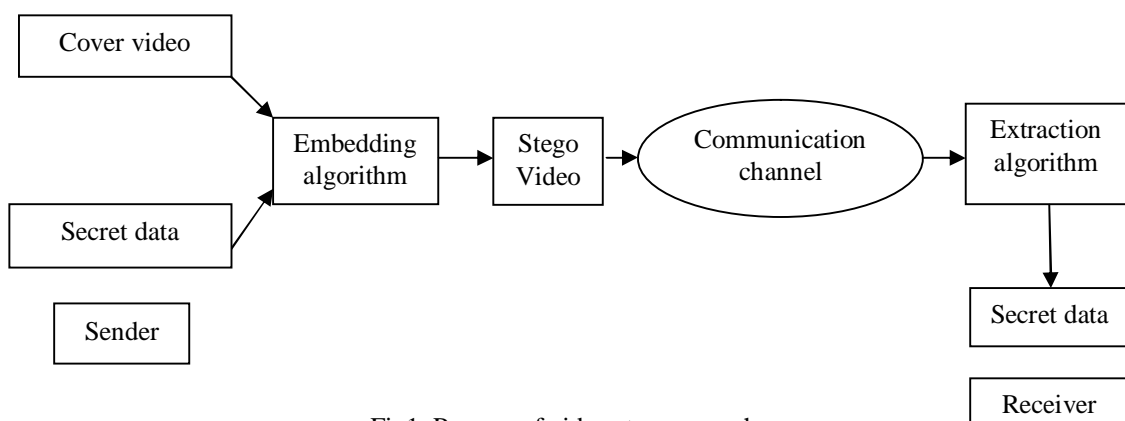 Cover video
Embedding
algorithm
Stego
Video
Communication
channel
Extraction
algorithm
Secret data
Sender
Secret data
Receiver